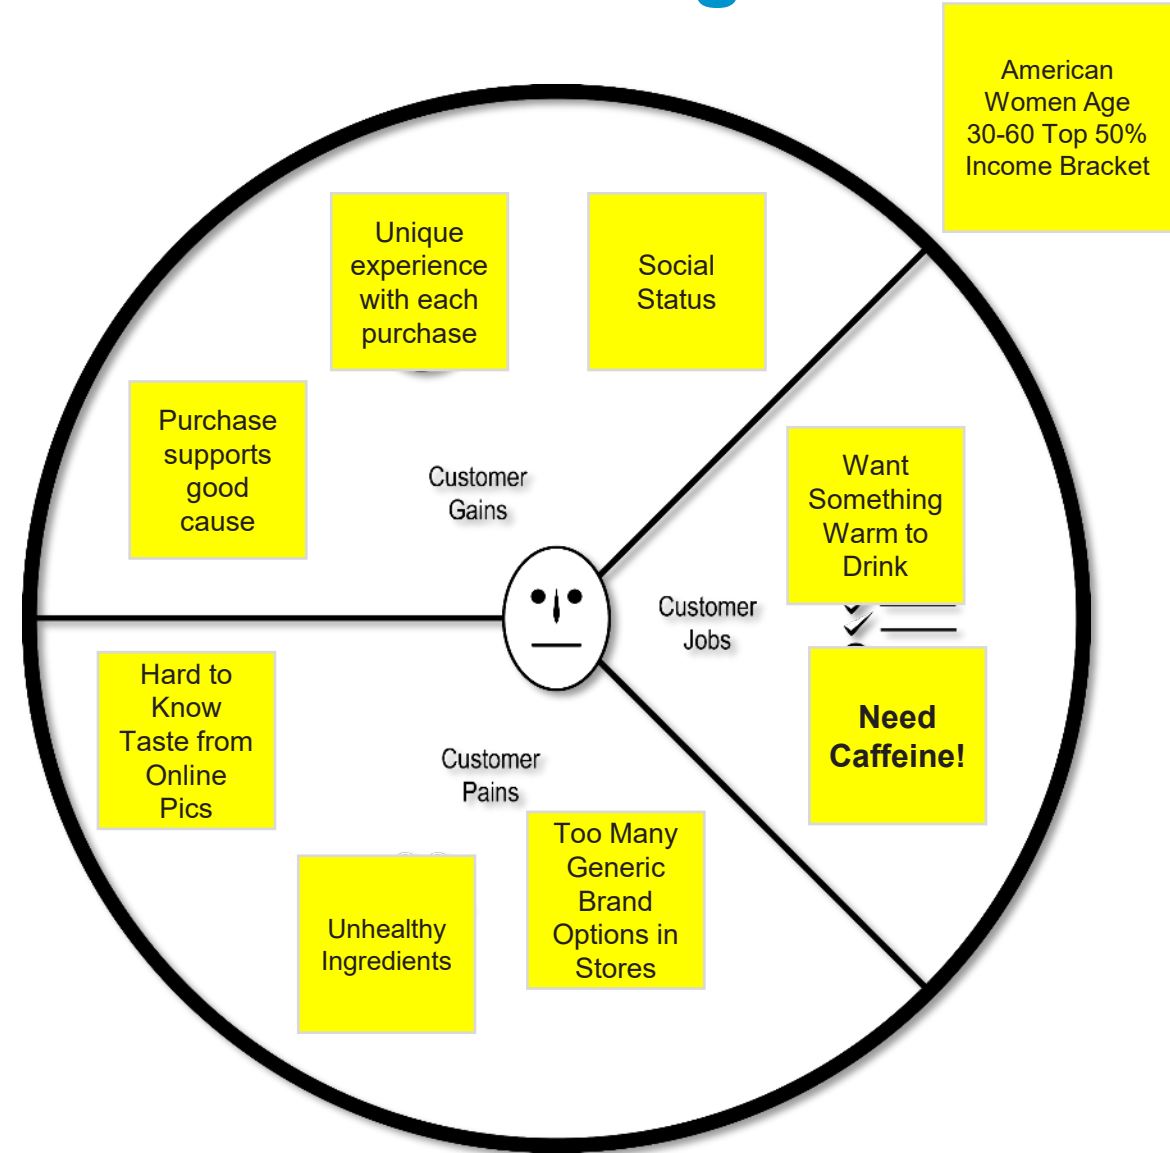 American
Women Age
30-60 Top 50%
Income Bracket
Unique
experience
with each
purchase
Social
Status
Purchase
supports
good
cause
Customer
Gains
Want
Something
Warm to
Drink
Customer
Jobs
Need
Caffeine!
Hard to
Know
Taste from
Online
Pics
Customer
Pains
Too Many
Generic
Brand
Options in
Stores
Unhealthy
Ingredients